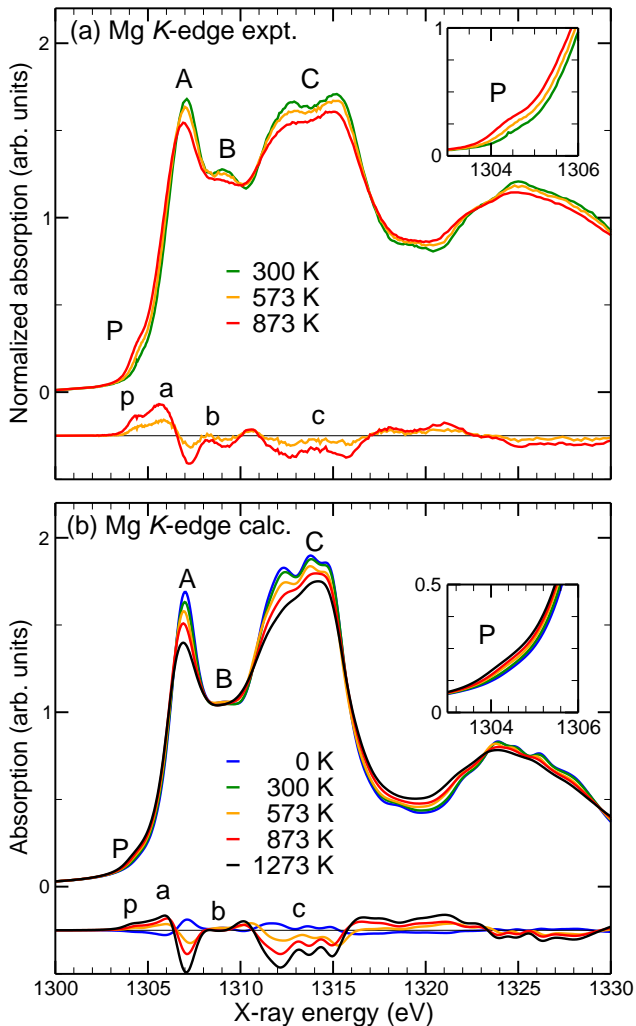 (a) Mg K-edge expt.
Normalized absorption (arb. units)
2
1
0
A
B
C
P
1
0
P
1304
1306
300 K
573 K
873 K
p
a
b
c
(b) Mg K-edge calc.
Absorption (arb. units)
2
1
0
A
B
C
P
0.5
0
P
1304
1306
0 K
300 K
573 K
873 K
1273 K
p
a
b
c
1300
1305
1310
1315
1320
1325
1330
X-ray energy (eV)